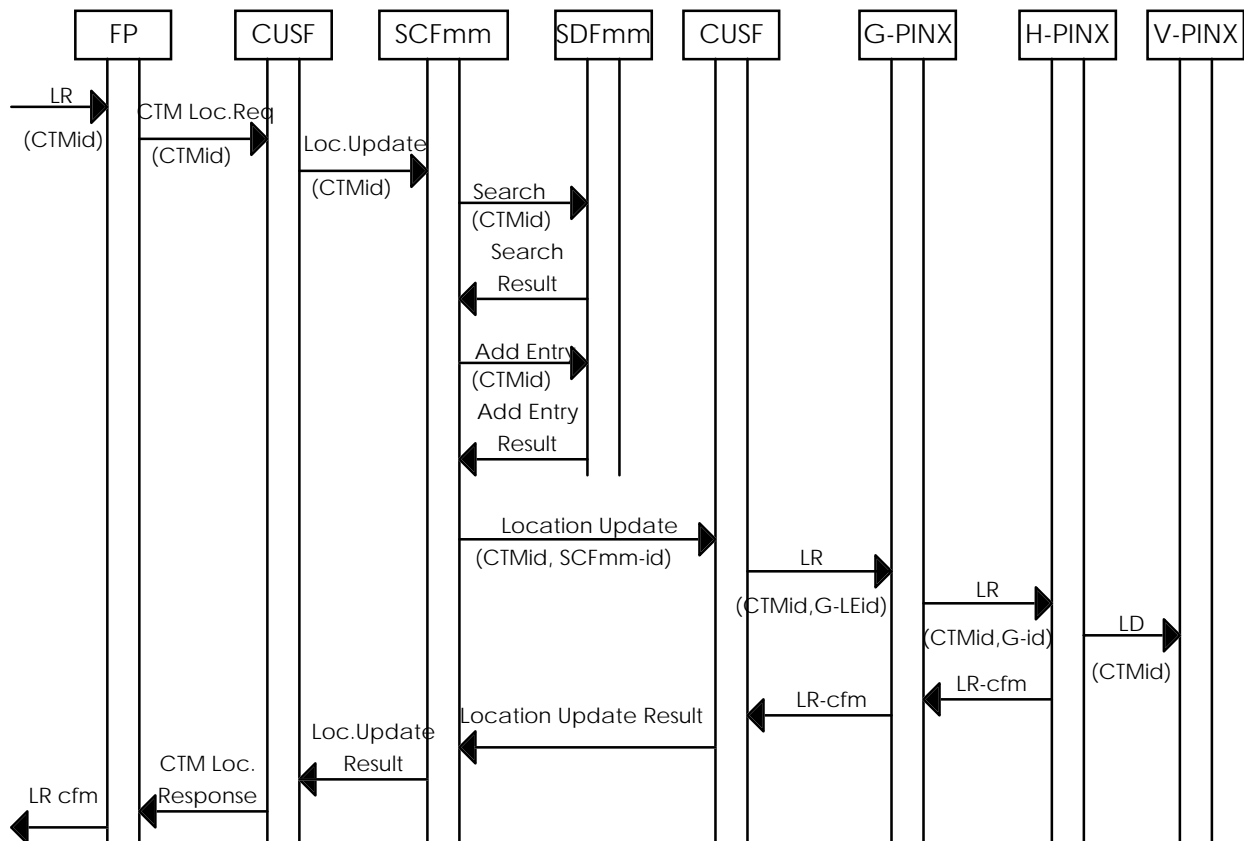 FP CUSF SCFmm SDFmm CUSF G-PINX H-PINX V-PINX
LR
(CTMid)
CTM Loc.Req
(CTMid)
Loc.Update
(CTMid)
Search
(CTMid)
Search
Result
Add Entry
(CTMid)
Add Entry
Result
Location Update
(CTMid, SCFmm-id)
LR
(CTMid,G-LEid)
LR
(CTMid,G-id)
LD
(CTMid)
LR-cfm
LR-cfm
Location Update Result
Loc.Update
Result
CTM Loc.
Response
LR cfm